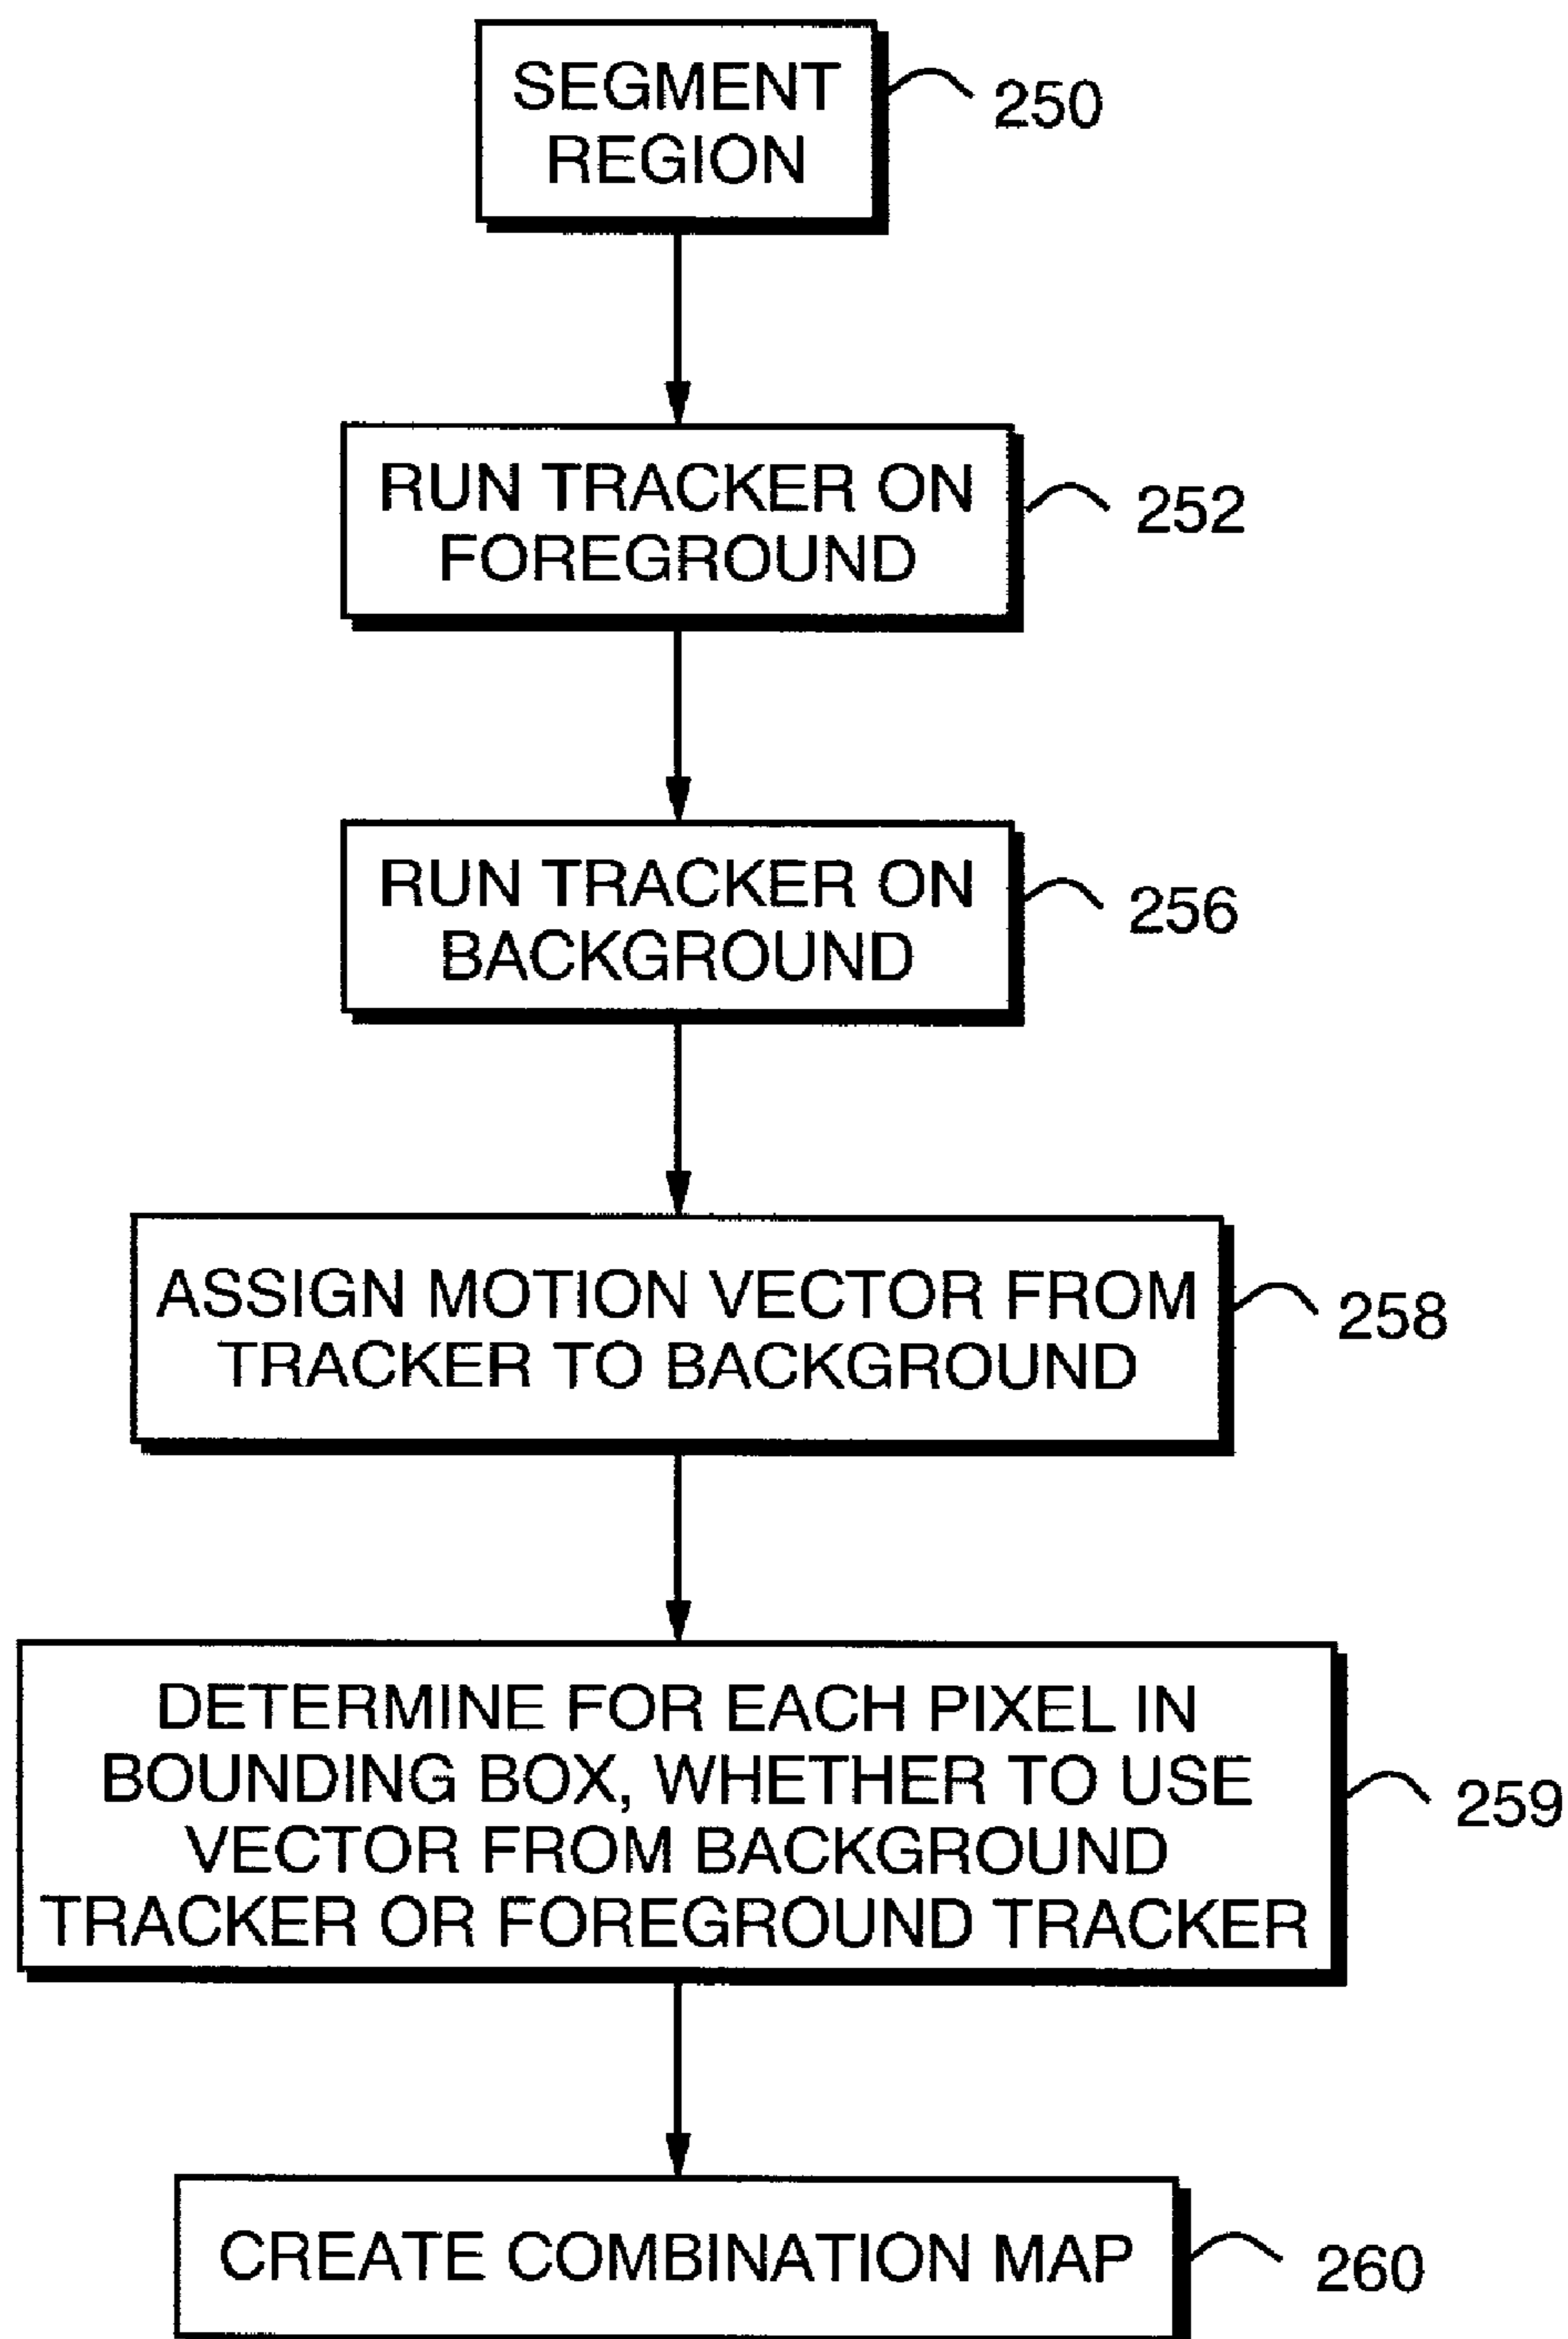 SEGMENT
REGION
250
RUN TRACKER ON
FOREGROUND
252
RUN TRACKER ON
BACKGROUND
256
ASSIGN MOTION VECTOR FROM
TRACKER TO BACKGROUND
258
DETERMINE FOR EACH PIXEL IN
BOUNDING BOX, WHETHER TO USE
VECTOR FROM BACKGROUND
TRACKER OR FOREGROUND TRACKER
259
CREATE COMBINATION MAP
260